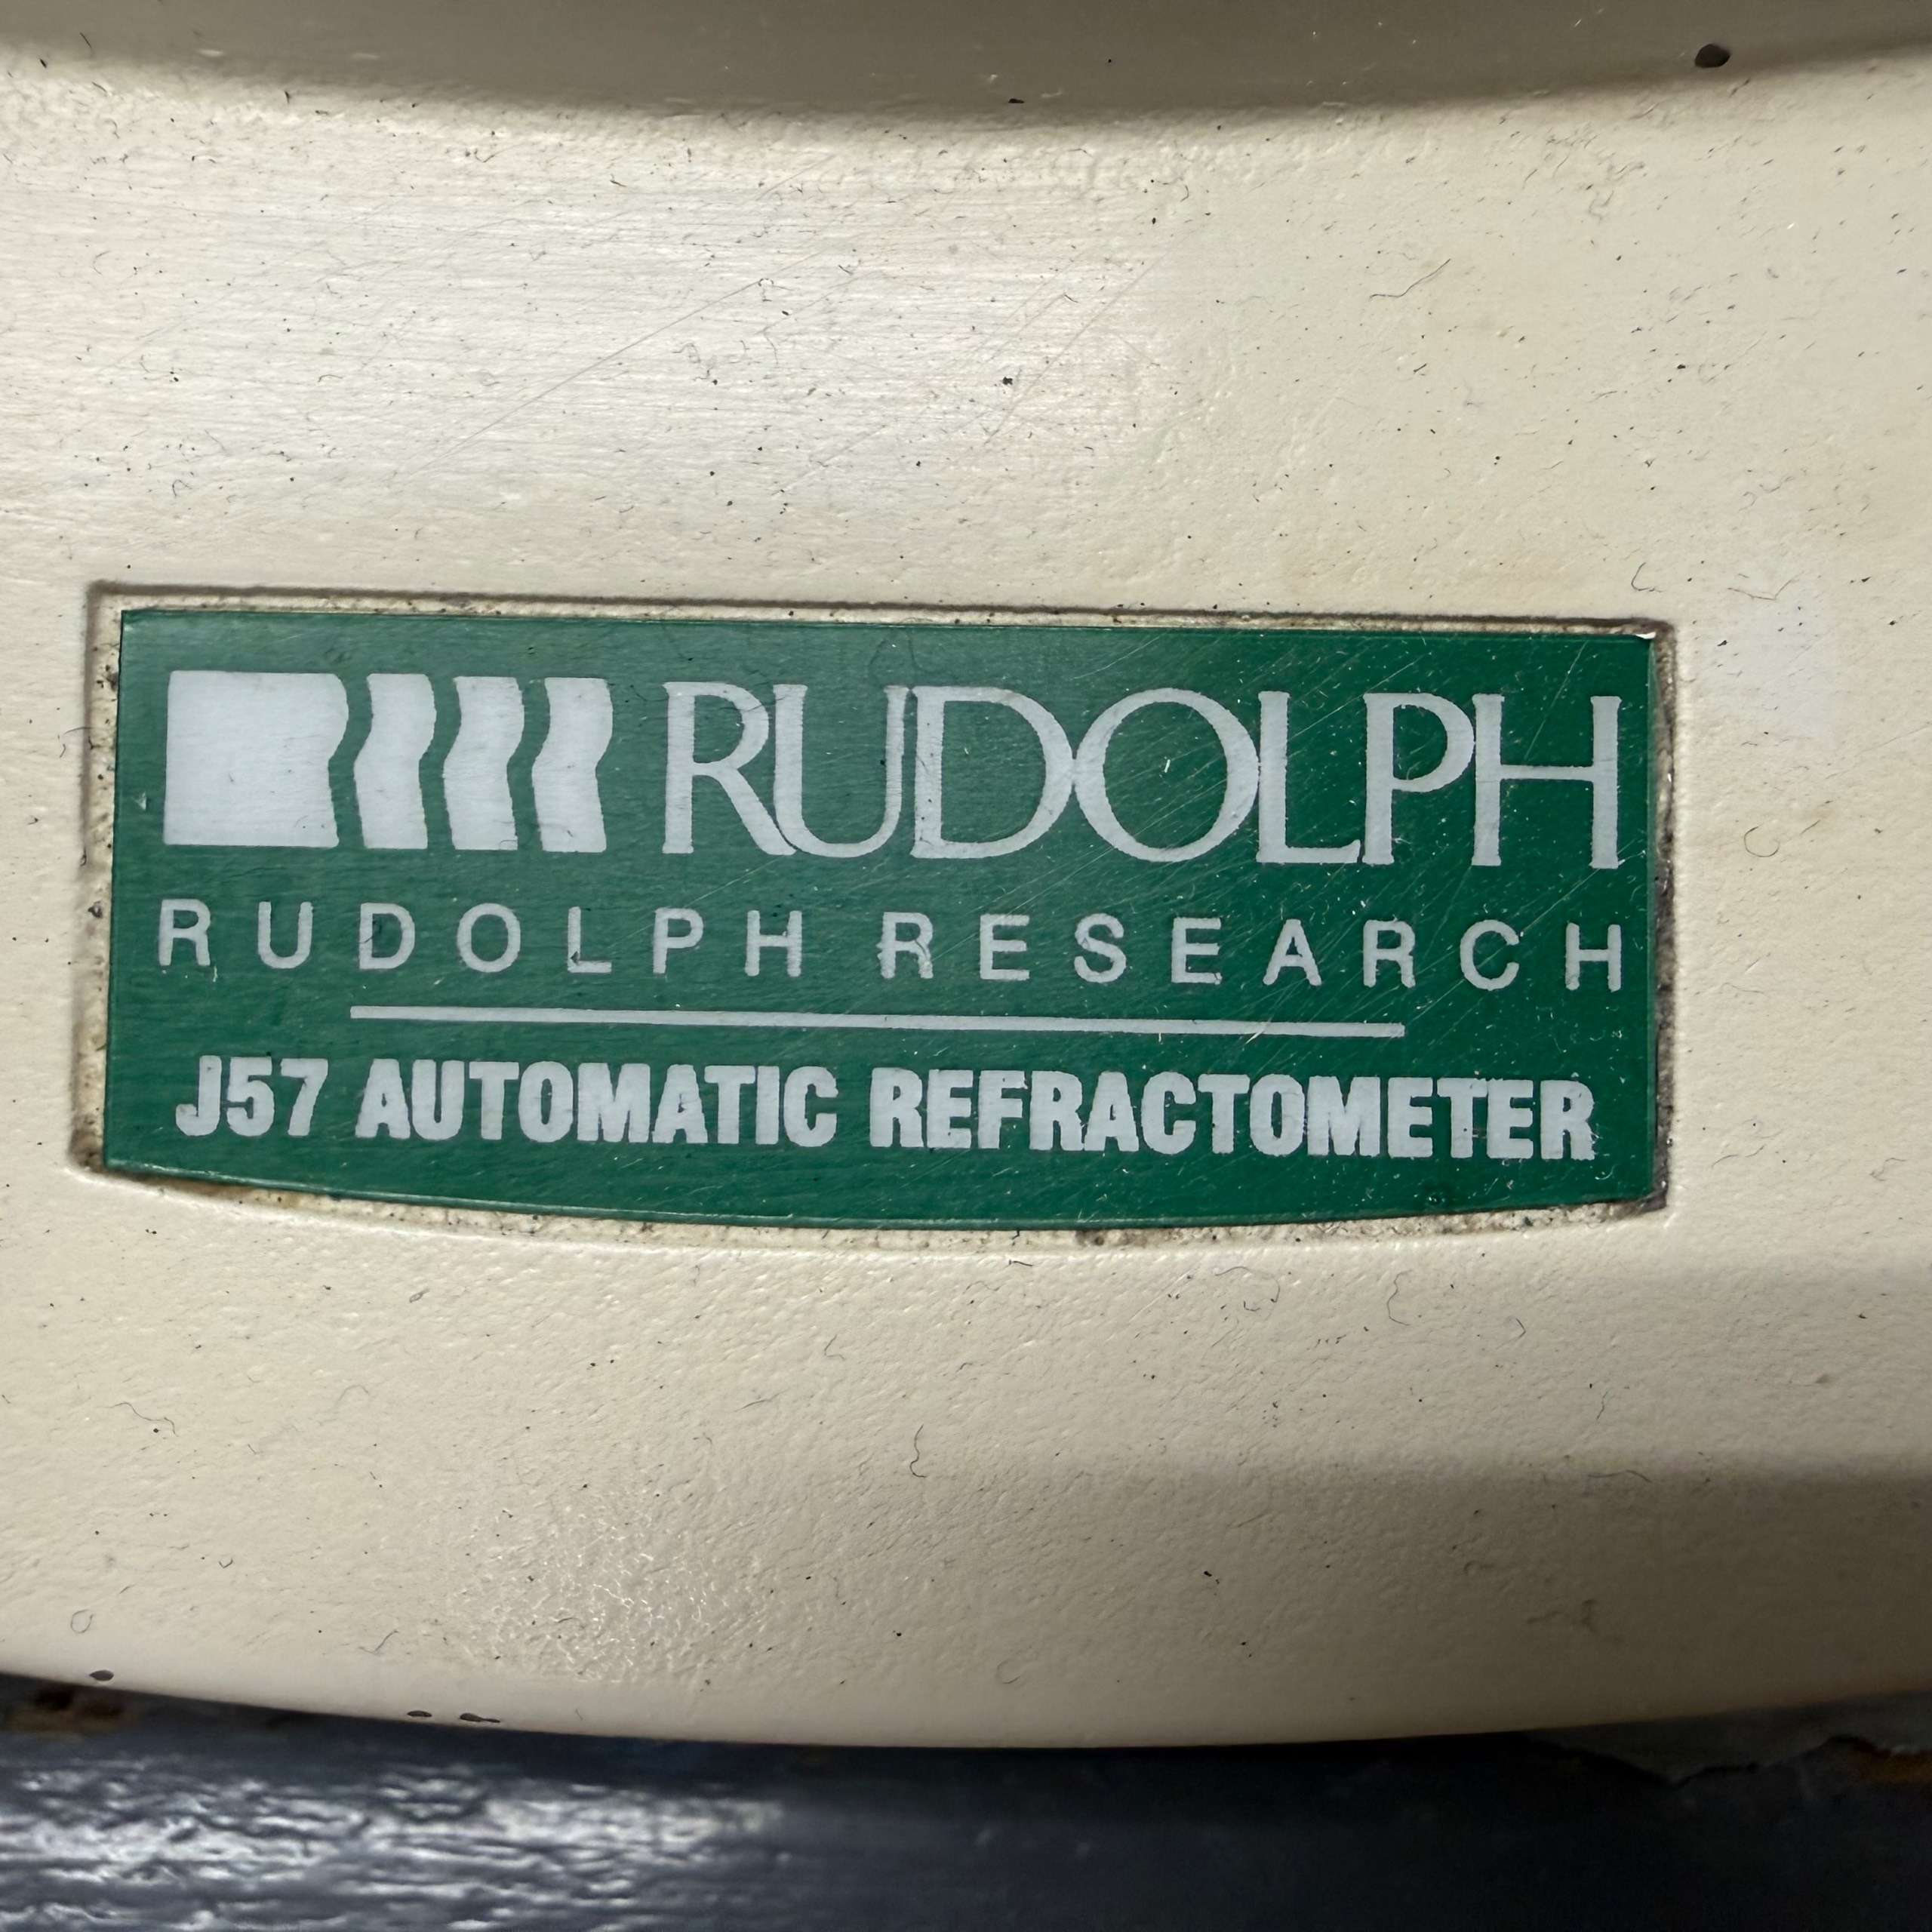 RUDOLPH
RUDOLPH RESEARCH
J57 AUTOMATIC REFRACTOMETER